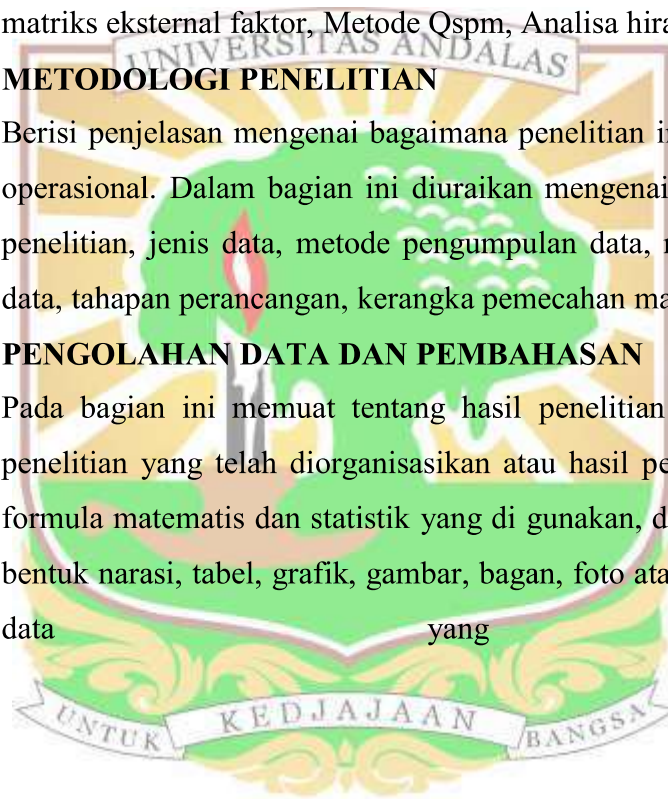 matriks eksternal faktor, Metode Qspm, Analisa hira
UNIVERSITAS ANDALAS
METODOLOGI PENELITIAN
Berisi penjelasan mengenai bagaimana penelitian i
operasional. Dalam bagian ini diuraikan mengenai
penelitian, jenis data, metode pengumpulan data,
data, tahapan perancangan, kerangka pemecahan ma
PENGOLAHAN DATA DAN PEMBAHASAN
Pada bagian ini memuat tentang hasil penelitian
penelitian yang telah diorganisasikan atau hasil pe
formula matematis dan statistik yang di gunakan, d
bentuk narasi, tabel, grafik, gambar, bagan, foto ata
data yang
UNTUK KEDJAJAAN BANGSA